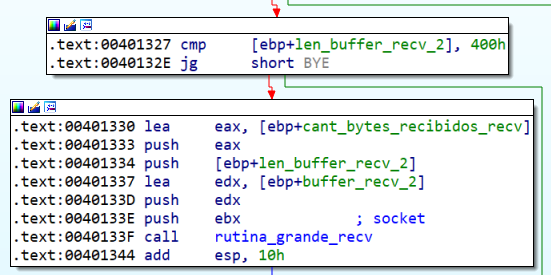 .text:00401327 cmp [ebp+len_buffer_recv_2], 400h
.text:0040132E jg short BYE
.text:00401330 lea eax, [ebp+cant_bytes_recibidos_recv]
.text:00401333 push eax
.text:00401334 push [ebp+len_buffer_recv_2]
.text:00401337 lea edx, [ebp+buffer_recv_2]
.text:0040133D push edx
.text:0040133E push ebx ; socket
.text:0040133F call rutina_grande_recv
.text:00401344 add esp, 10h